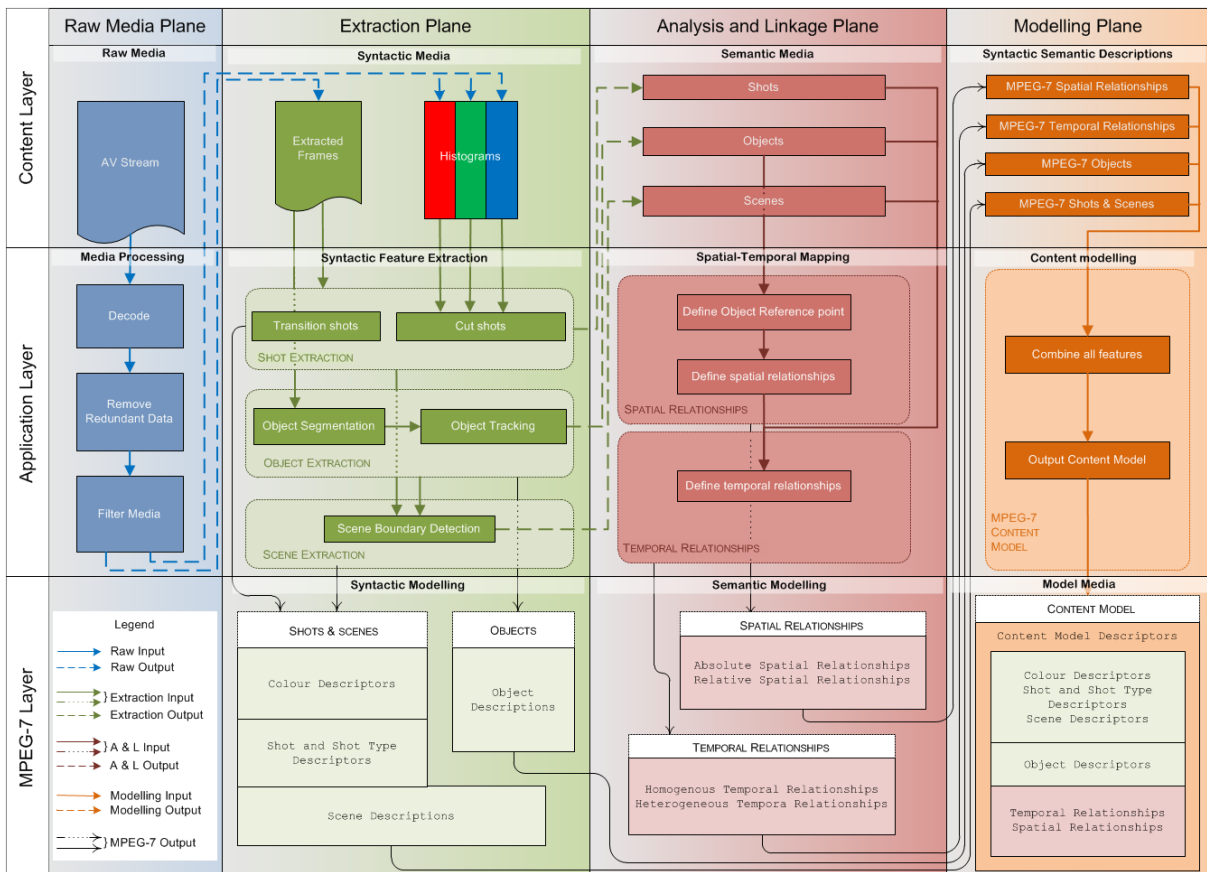 Raw Media Plane
Extraction Plane
Analysis and Linkage Plane
Modelling Plane
Content Layer
Raw Media
Syntactic Media
Semantic Media
Syntactic Semantic Descriptions
AV Stream
Extracted
Frames
Histograms
Shots
Objects
Scenes
MPEG-7 Spatial Relationships
MPEG-7 Temporal Relationships
MPEG-7 Objects
MPEG-7 Shots & Scenes
Application Layer
Media Processing
Syntactic Feature Extraction
Spatial-Temporal Mapping
Content modelling
Decode
Remove
Redundant Data
Filter Media
Transition shots
Cut shots
SHOT EXTRACTION
Object Segmentation
Object Tracking
OBJECT EXTRACTION
Scene Boundary Detection
SCENE EXTRACTION
Define Object Reference point
Define spatial relationships
SPATIAL RELATIONSHIPS
Define temporal relationships
TEMPORAL RELATIONSHIPS
Combine all features
Output Content Model
MPEG-7
CONTENT
MODEL
MPEG-7 Layer
Syntactic Modelling
Semantic Modelling
Model Media
Legend
Raw Input
Raw Output
} Extraction Input
Extraction Output
} A & L Input
A & L Output
Modelling Input
Modelling Output
} MPEG-7 Output
SHOTS & SCENES
Colour Descriptors
Shot and Shot Type
Descriptors
Scene Descriptions
OBJECTS
Object
Descriptions
SPATIAL RELATIONSHIPS
Absolute Spatial Relationships
Relative Spatial Relationships
TEMPORAL RELATIONSHIPS
Homogenous Temporal Relationships
Heterogeneous Tempora Relationships
CONTENT MODEL
Content Model Descriptors
Colour Descriptors
Shot and Shot Type
Descriptors
Scene Descriptors
Object Descriptors
Temporal Relationships
Spatial Relationships